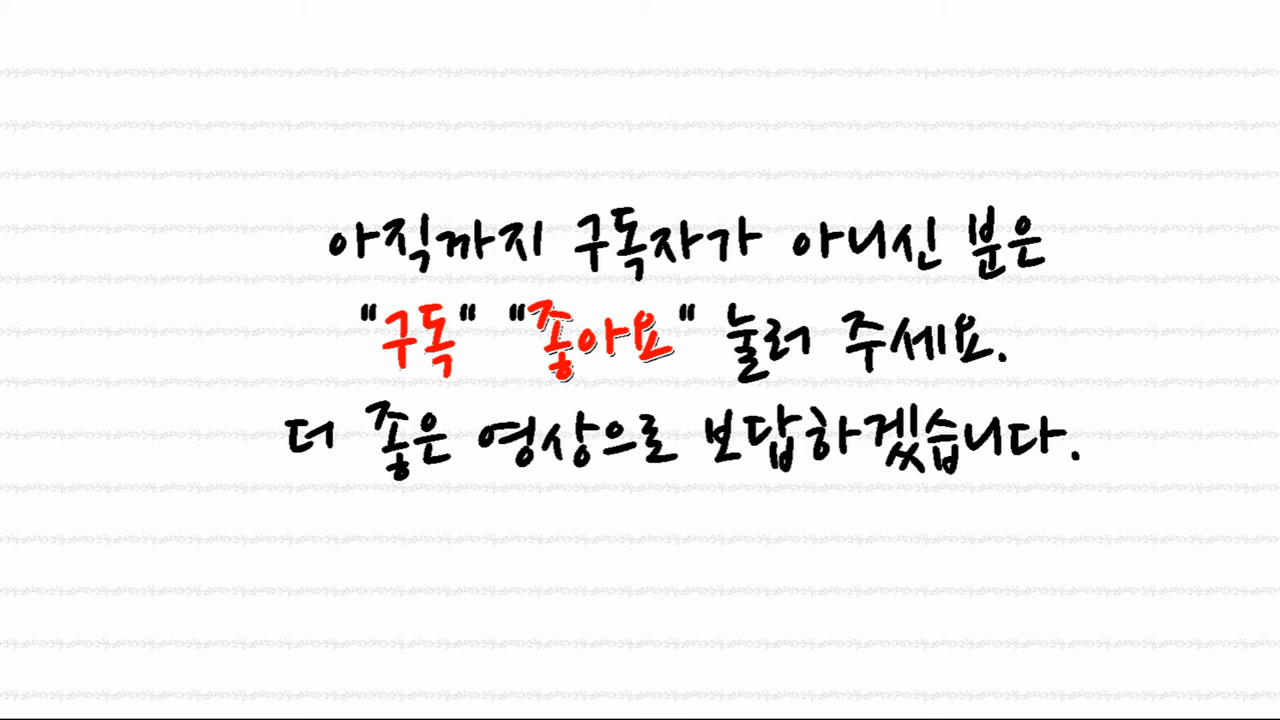 아직까지 구독자가 아니신 분은
"구독" "좋아요" 눌러 주세요.
더 좋은 영상으로 보답하겠습니다.